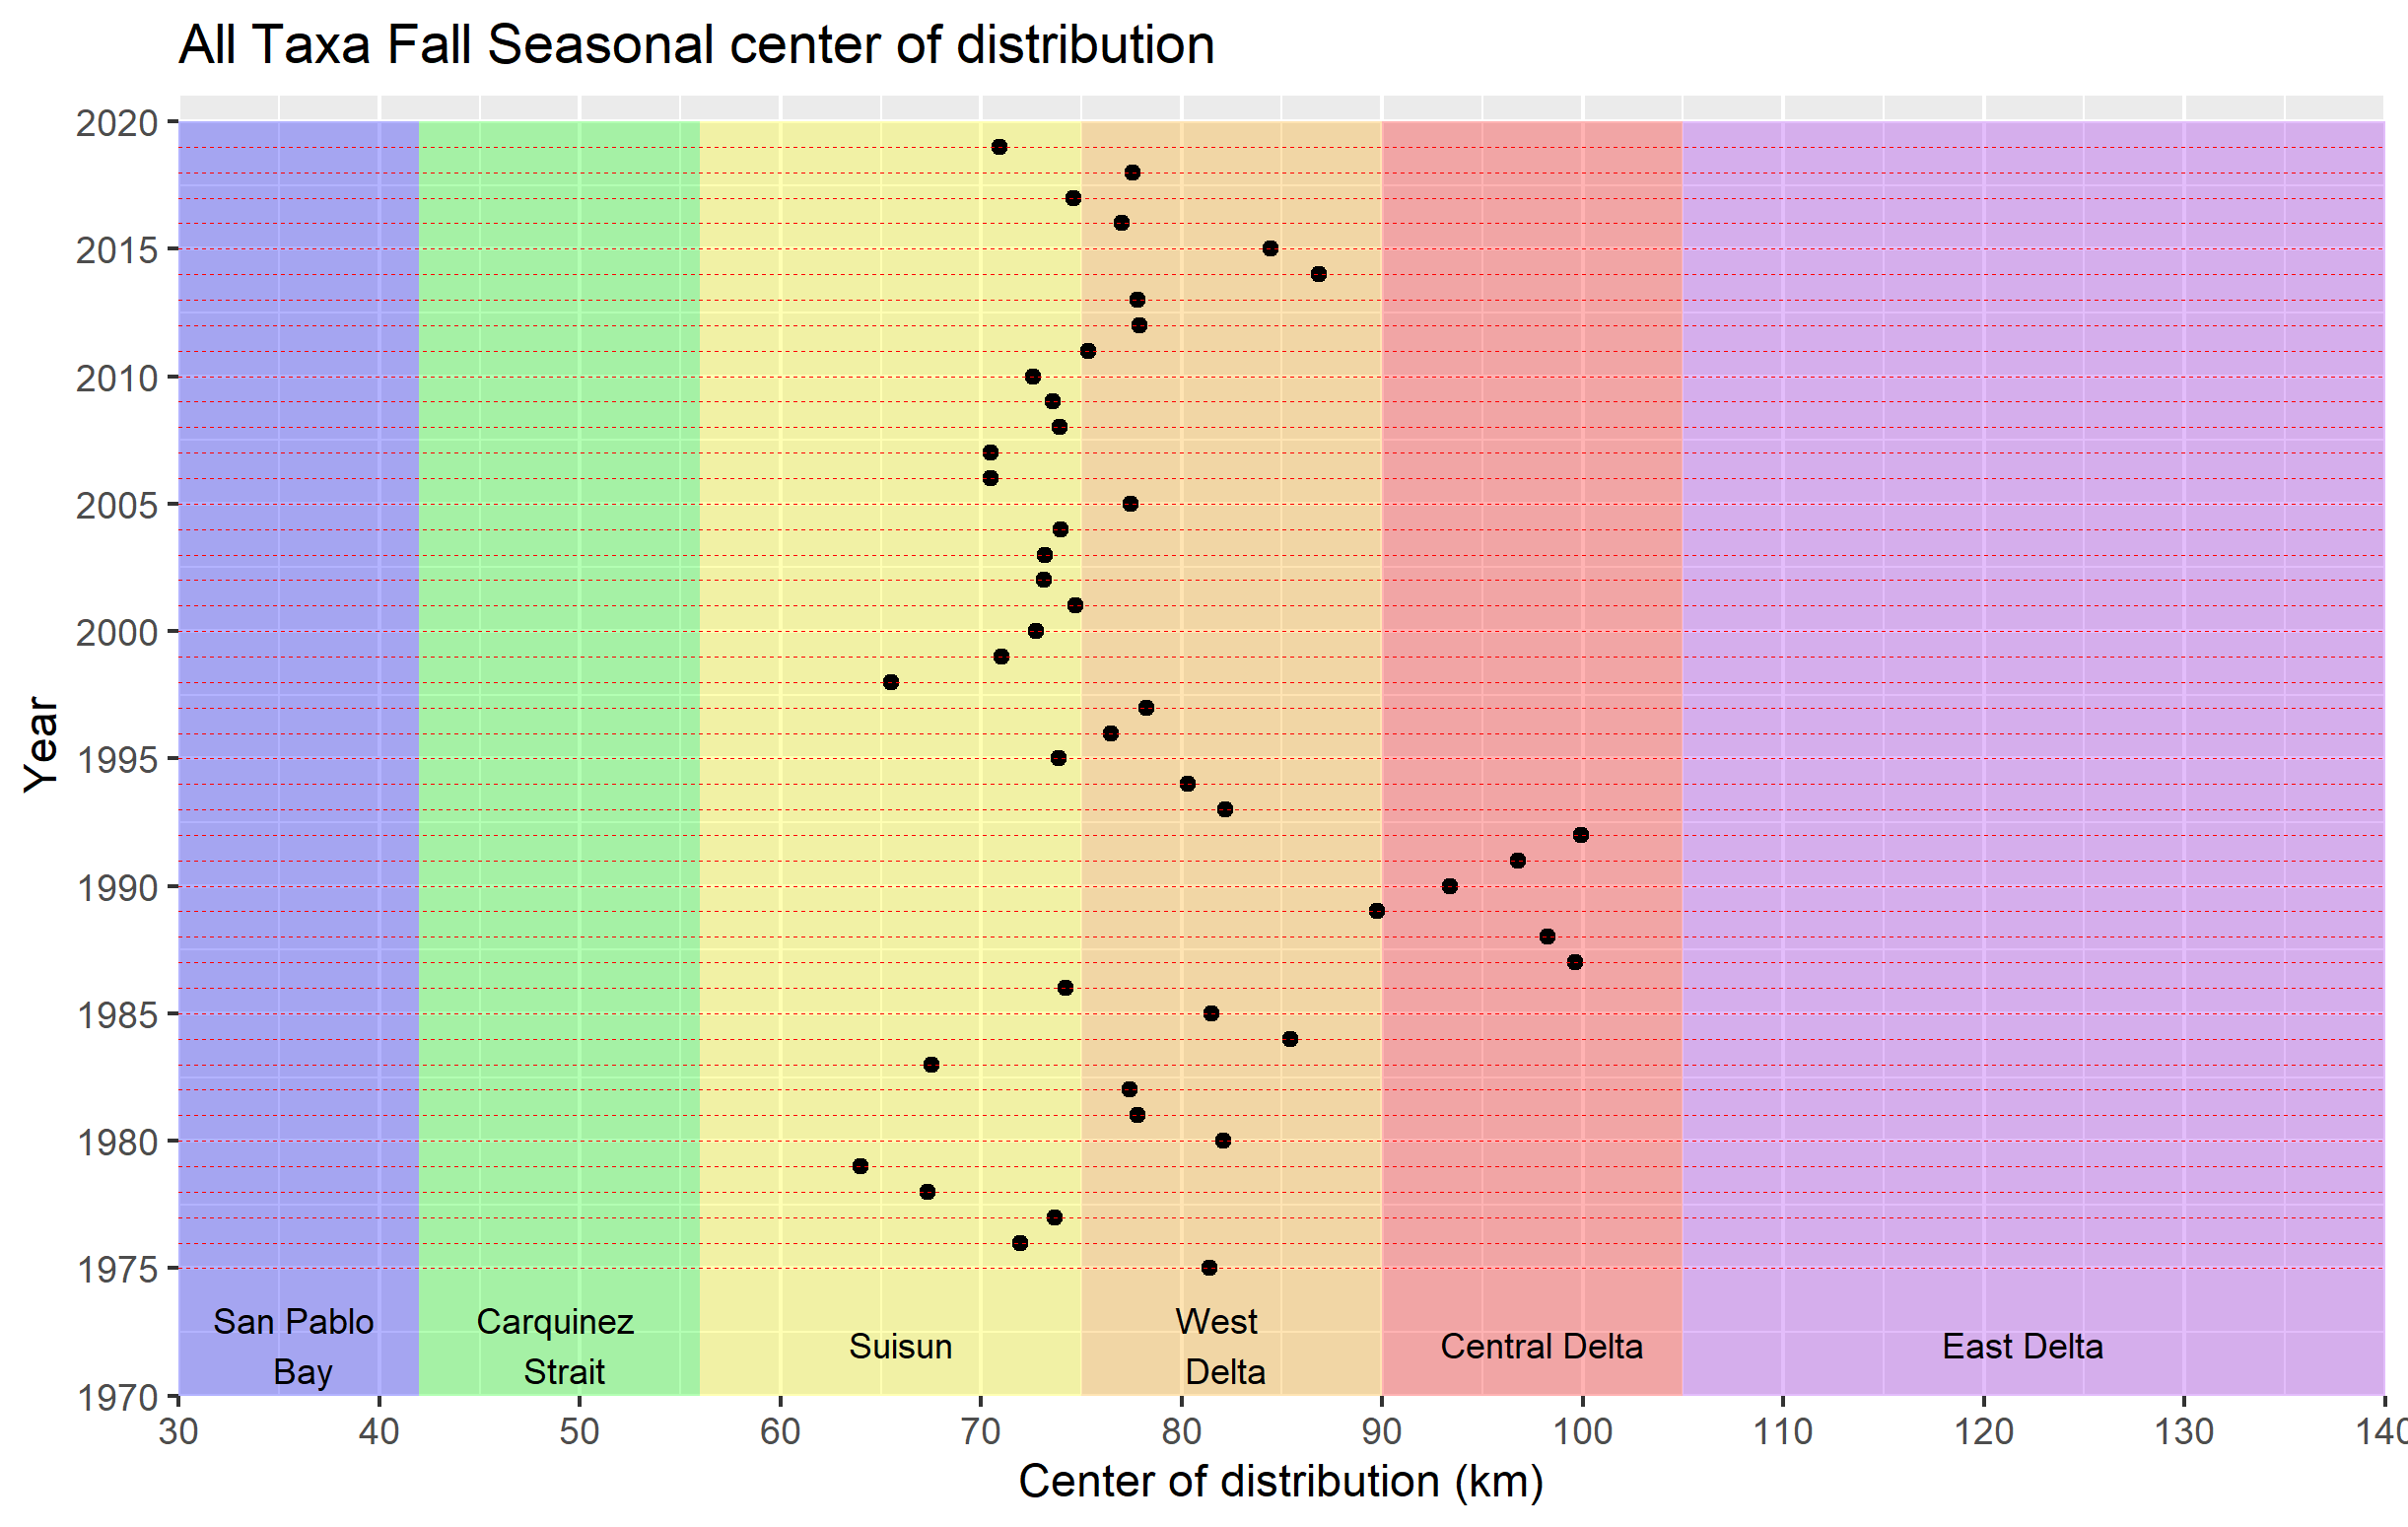 All Taxa Fall Seasonal center of distribution
Year
2020
2015
2010
2005
2000
1995
1990
1985
1980
1975
1970
San Pablo
Bay
Carquinez
Strait
Suisun
West
Delta
Central Delta
East Delta
30 40 50 60 70 80 90 100 110 120 130 140
Center of distribution (km)